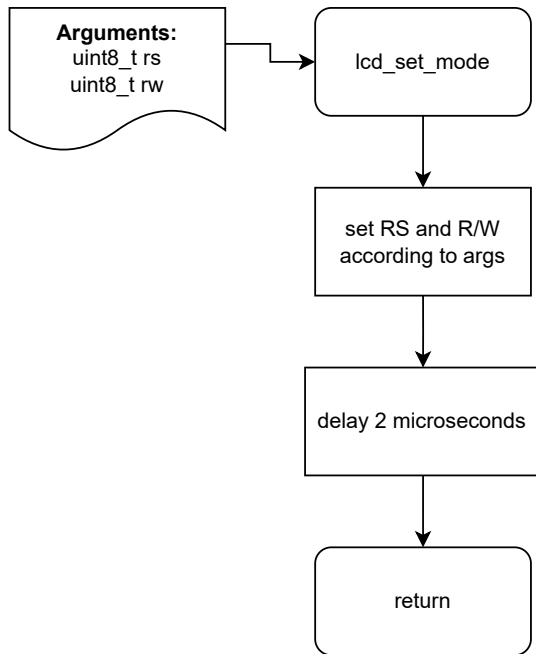 Arguments:
uint8_t rs
uint8_t rw
lcd_set_mode
set RS and R/W
according to args
delay 2 microseconds
return